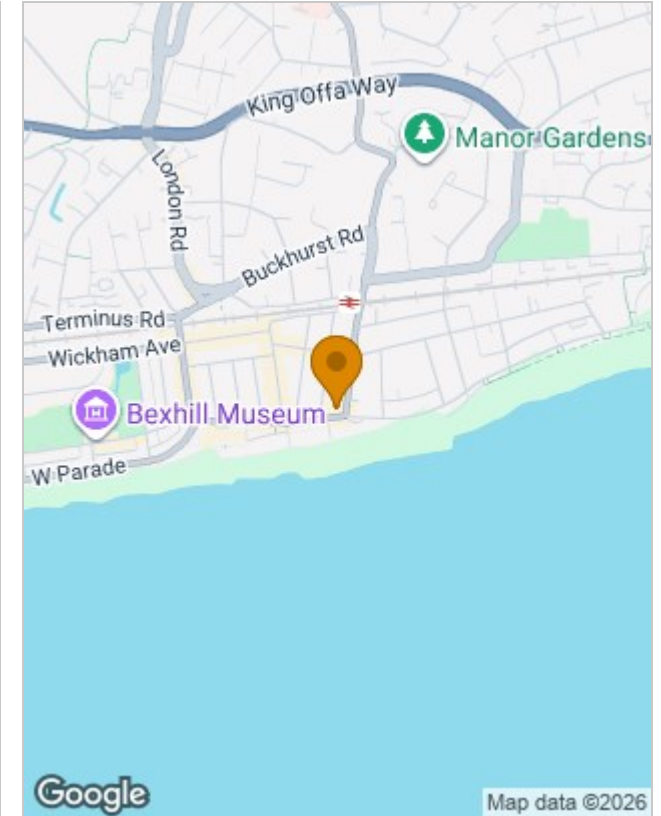 King Offa Way
Manor Gardens
London Rd
Buckhurst Rd
Terminus Rd
Wickham Ave
Bexhill Museum
W Parade
Google
Map data ©2026